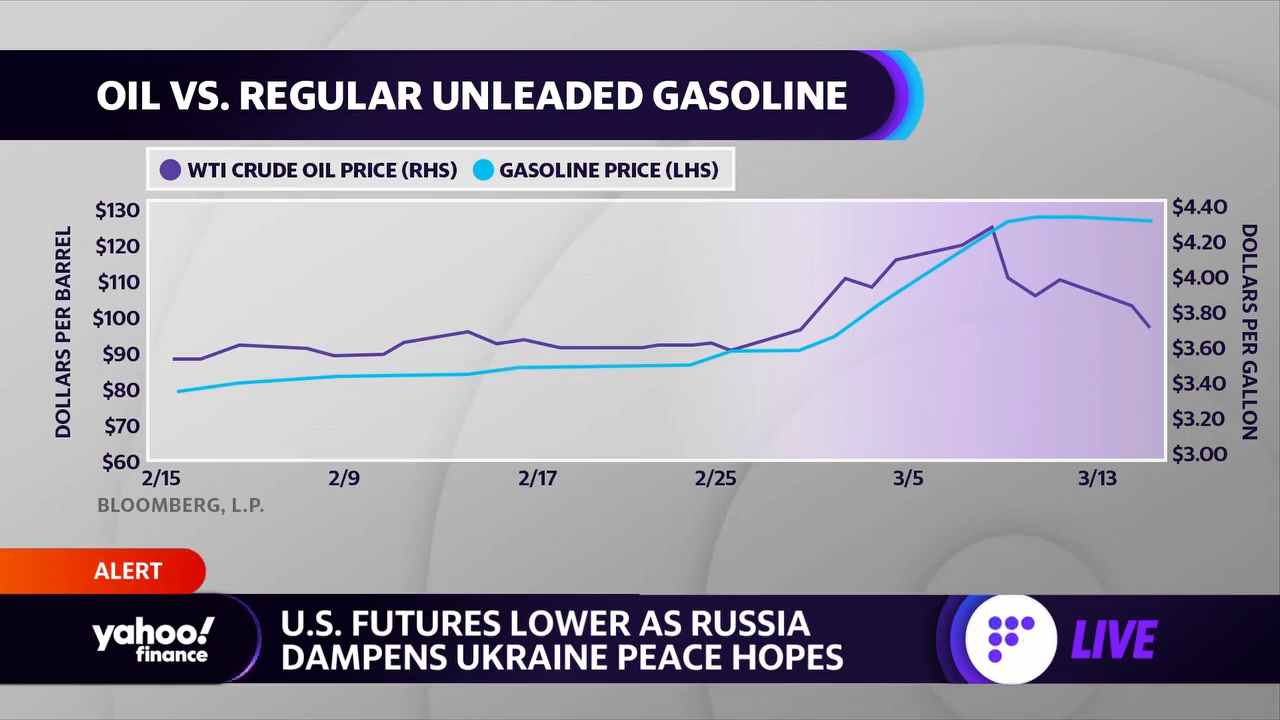 OIL VS. REGULAR UNLEADED GASOLINE
WTI CRUDE OIL PRICE (RHS) GASOLINE PRICE (LHS)
DOLLARS PER BARREL
$130
$120
$110
$100
$90
$80
$70
$60
$4.40
$4.20
$4.00
$3.80
$3.60
$3.40
$3.20
$3.00
DOLLARS PER GALLON
2/15 2/9 2/17 2/25 3/5 3/13
BLOOMBERG, L.P.
ALERT
yahoo!
finance
U.S. FUTURES LOWER AS RUSSIA
DAMPENS UKRAINE PEACE HOPES
LIVE